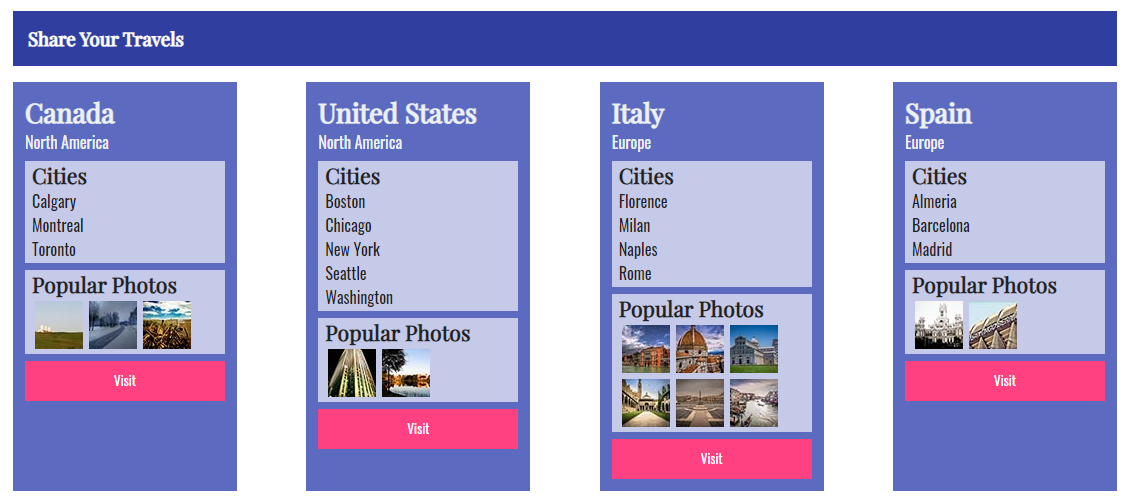 Share Your Travels
Canada
North America
Cities
Calgary
Montreal
Toronto
Popular Photos
Visit
United States
North America
Cities
Boston
Chicago
New York
Seattle
Washington
Popular Photos
Visit
Italy
Europe
Cities
Florence
Milan
Naples
Rome
Popular Photos
Visit
Spain
Europe
Cities
Almeria
Barcelona
Madrid
Popular Photos
Visit